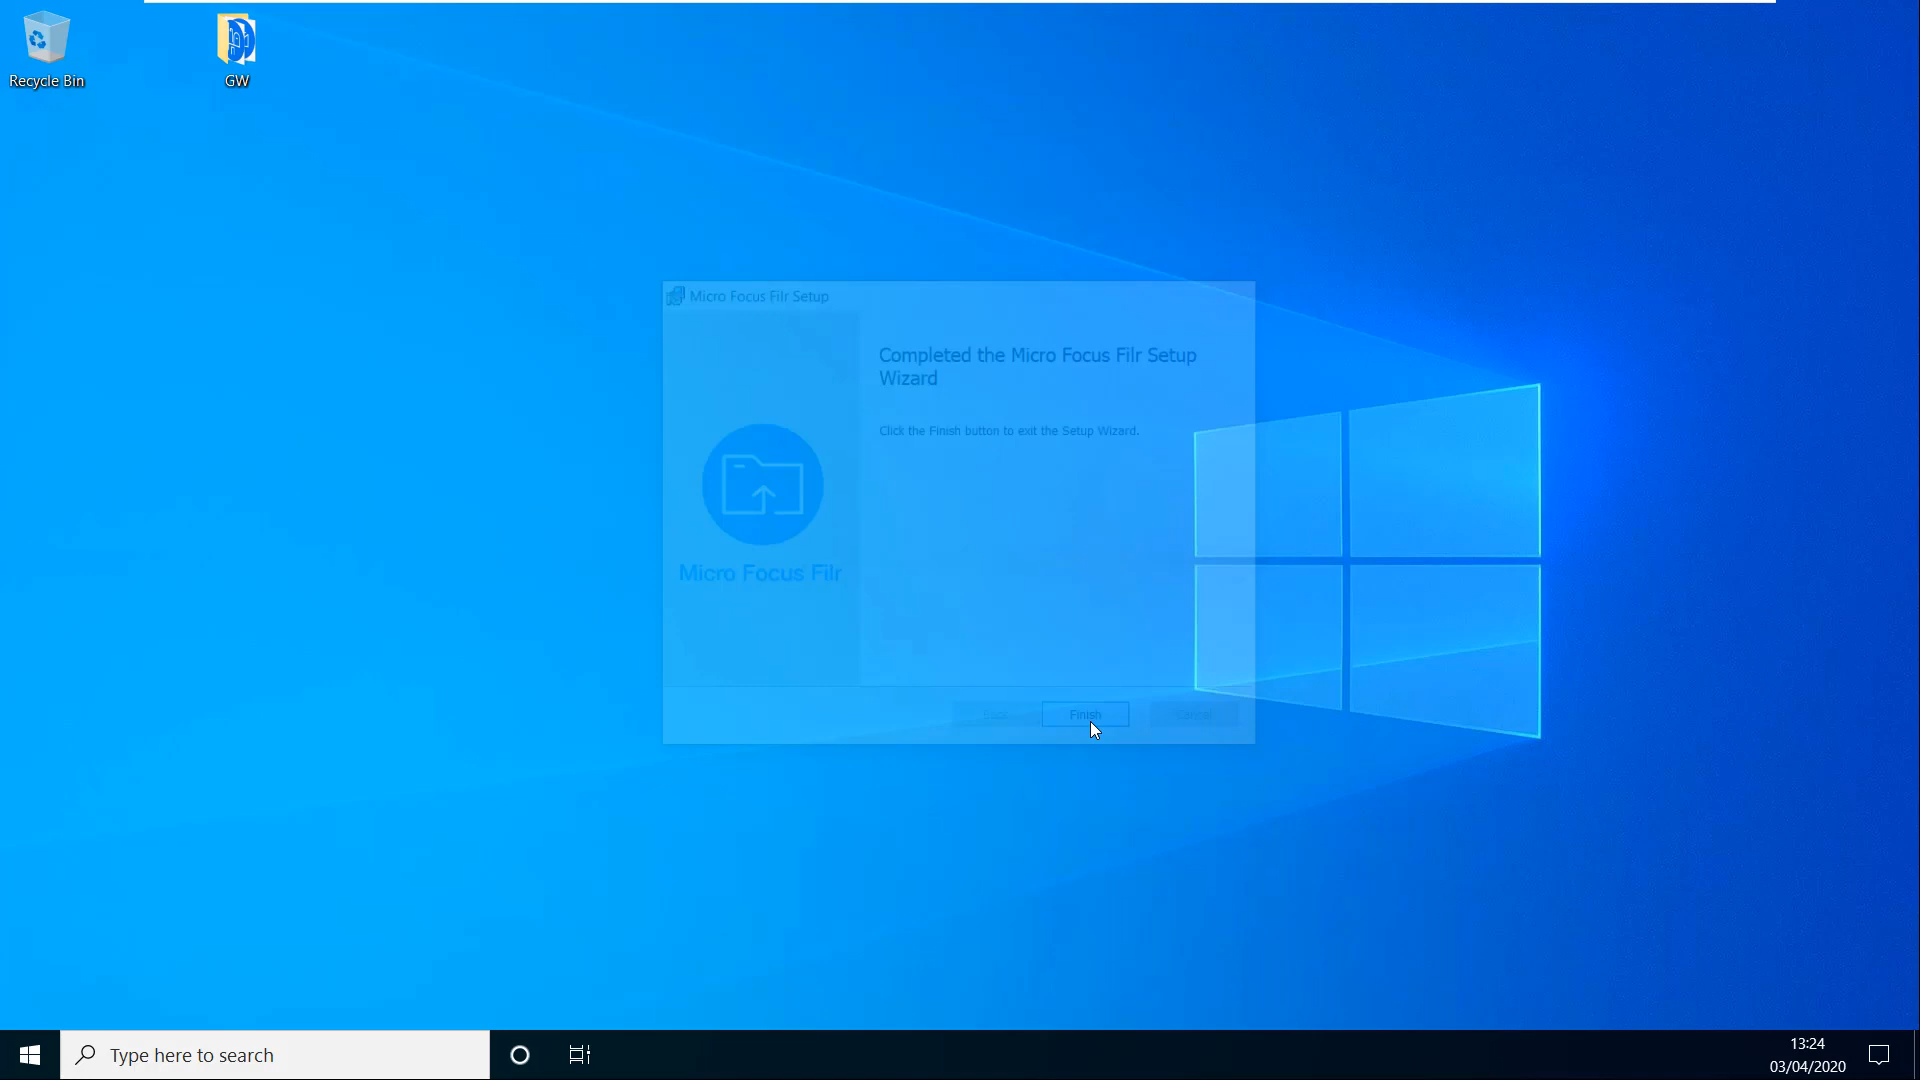 Recycle Bin
GW
Micro Focus Filr Setup
Completed the Micro Focus Filr Setup
Wizard
Click the Finish button to exit the Setup Wizard.
Micro Focus Filr
Back
Finish
Cancel
Type here to search
13:24
03/04/2020